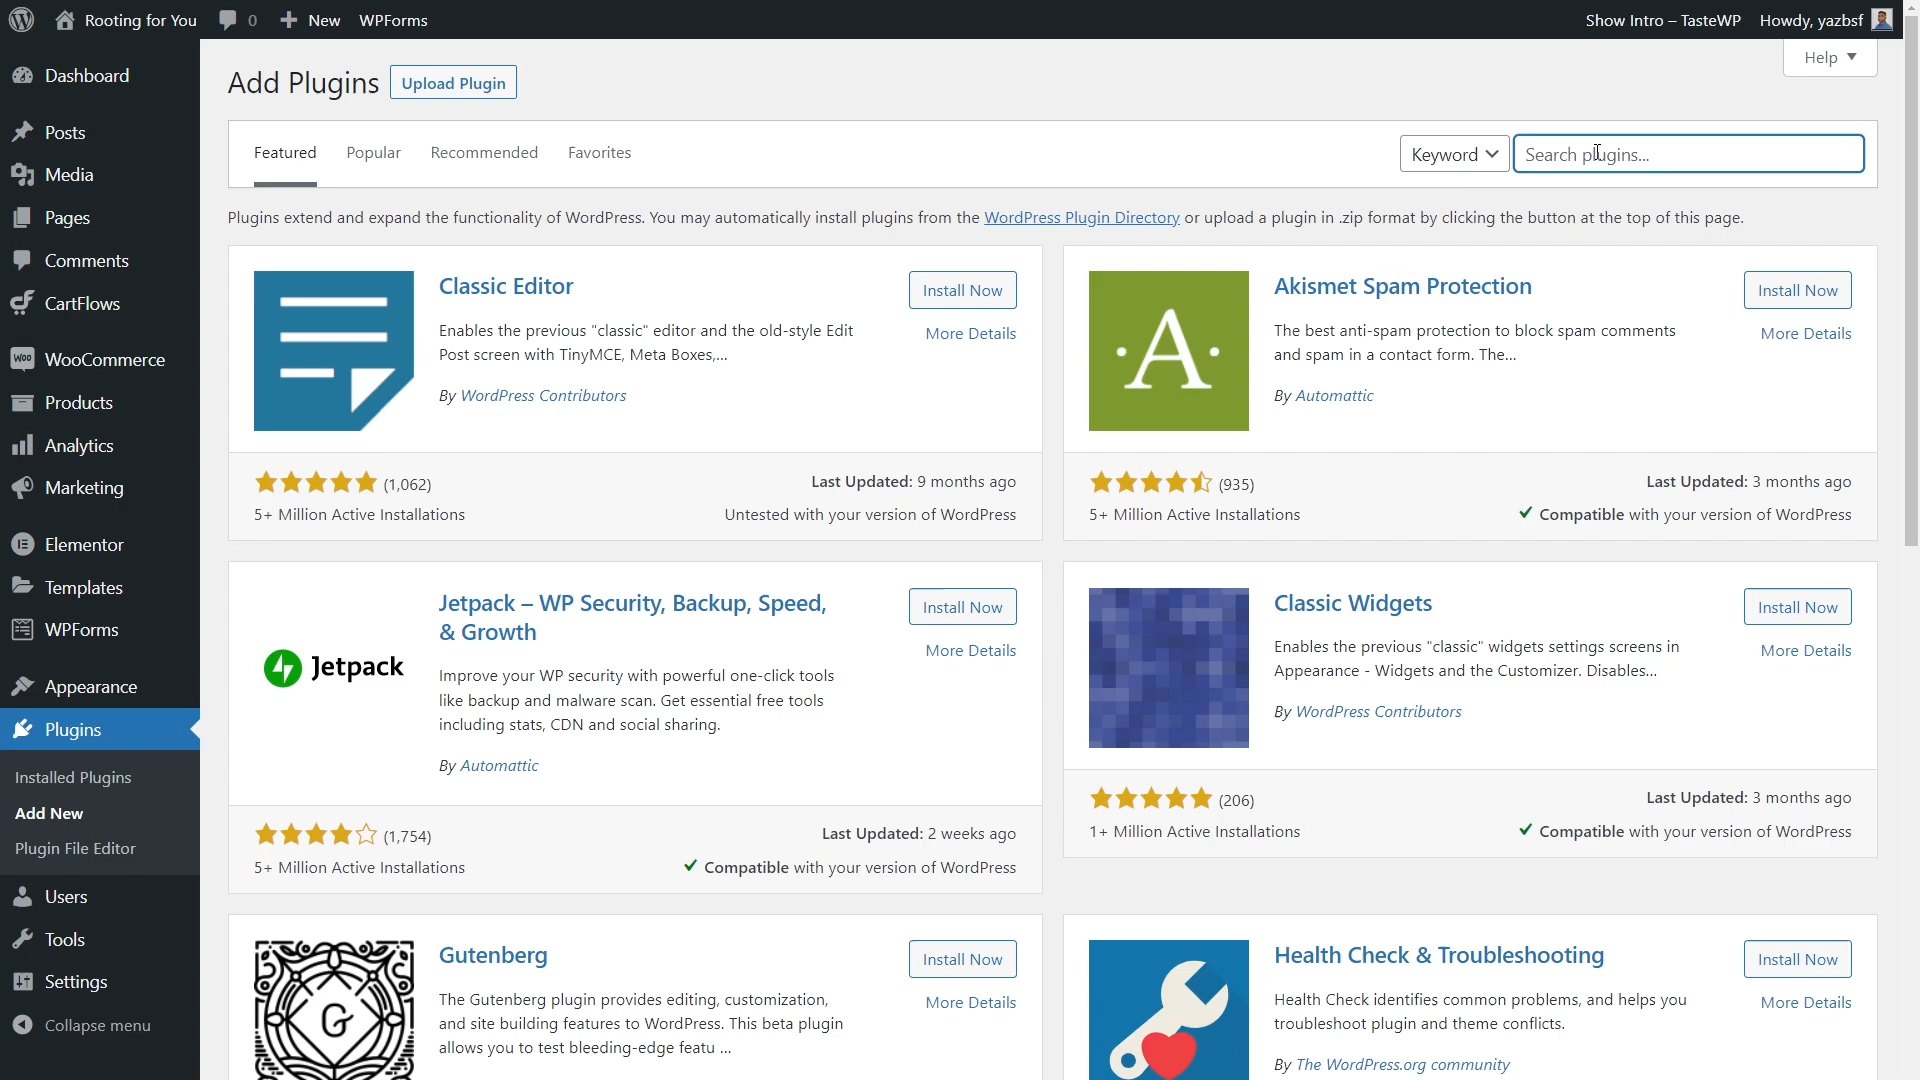 Rooting for You 0 New WPForms Show Intro – TasteWP Howdy, yazbsf
Help
Dashboard
Posts
Media
Pages
Comments
CartFlows
WOO WooCommerce
Products
Analytics
Marketing
Elementor
Templates
WPForms
Appearance
Plugins
Installed Plugins
Add New
Plugin File Editor
Users
Tools
Settings
Collapse menu
Add Plugins Upload Plugin
Featured Popular Recommended Favorites Keyword Search plugins...
Plugins extend and expand the functionality of WordPress. You may automatically install plugins from the WordPress Plugin Directory or upload a plugin in .zip format by clicking the button at the top of this page.
Classic Editor
Install Now
More Details
Enables the previous "classic" editor and the old-style Edit
Post screen with TinyMCE, Meta Boxes,...
By WordPress Contributors
(1,062) Last Updated: 9 months ago
5+ Million Active Installations Untested with your version of WordPress
A
Akismet Spam Protection
Install Now
More Details
The best anti-spam protection to block spam comments
and spam in a contact form. The...
By Automattic
(935) Last Updated: 3 months ago
5+ Million Active Installations Compatible with your version of WordPress
Jetpack
Jetpack – WP Security, Backup, Speed,
& Growth
Install Now
More Details
Improve your WP security with powerful one-click tools
like backup and malware scan. Get essential free tools
including stats, CDN and social sharing.
By Automattic
(1,754) Last Updated: 2 weeks ago
5+ Million Active Installations Compatible with your version of WordPress
Classic Widgets
Install Now
More Details
Enables the previous "classic" widgets settings screens in
Appearance - Widgets and the Customizer. Disables...
By WordPress Contributors
(206) Last Updated: 3 months ago
1+ Million Active Installations Compatible with your version of WordPress
G
Gutenberg
Install Now
More Details
The Gutenberg plugin provides editing, customization,
and site building features to WordPress. This beta plugin
allows you to test bleeding-edge featu ...
Health Check & Troubleshooting
Install Now
More Details
Health Check identifies common problems, and helps you
troubleshoot plugin and theme conflicts.
By The WordPress.org community